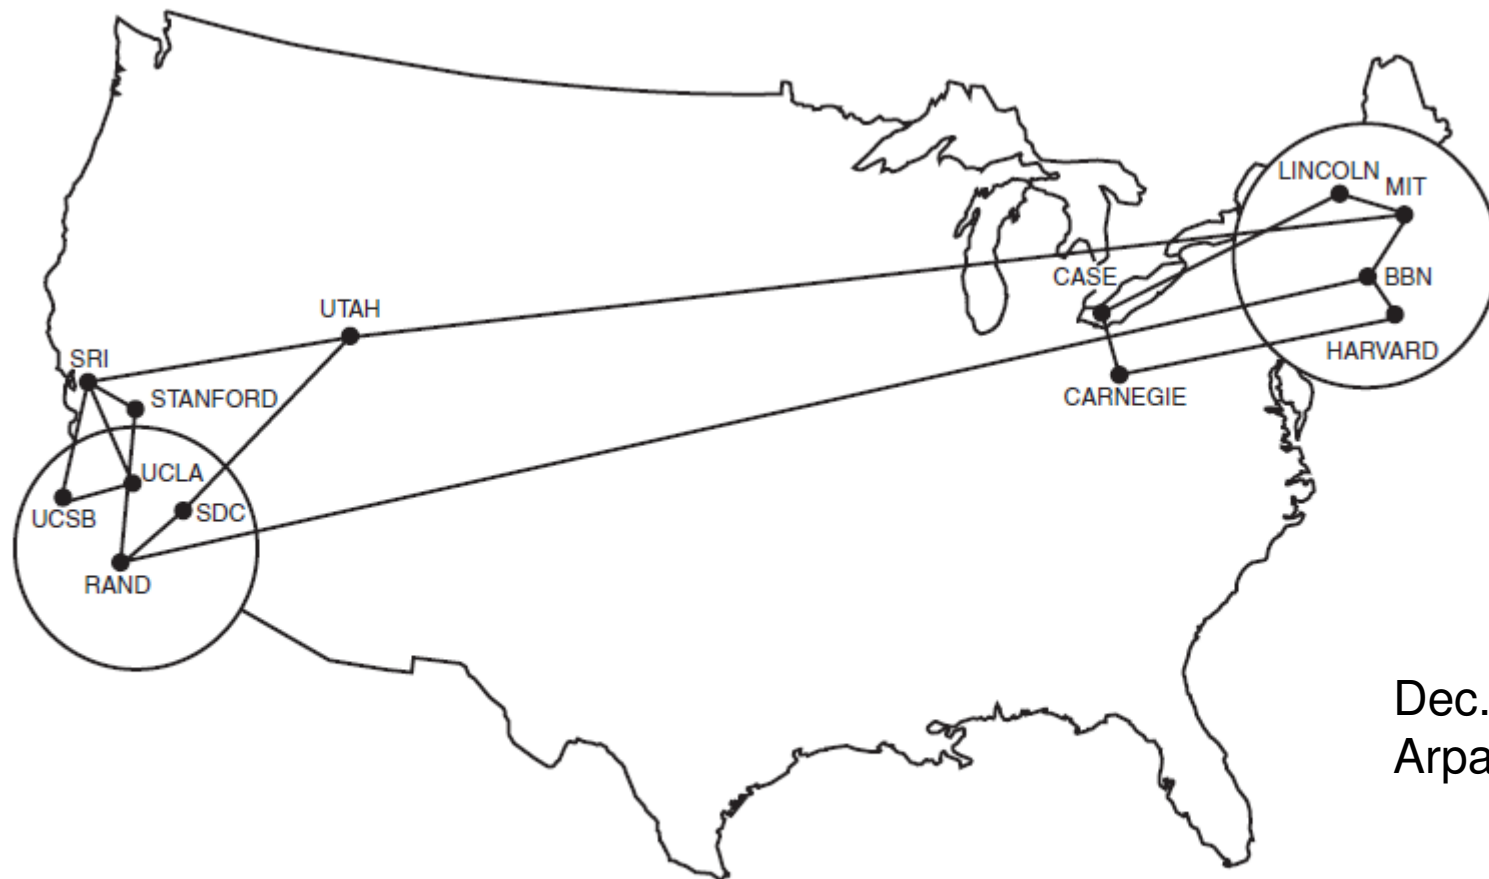 LINCOLN
MIT
CASE
BBN
UTAH
HARVARD
SRI
STANFORD
CARNEGIE
UCLA
UCSB
SDC
RAND
Dec.
Arpa